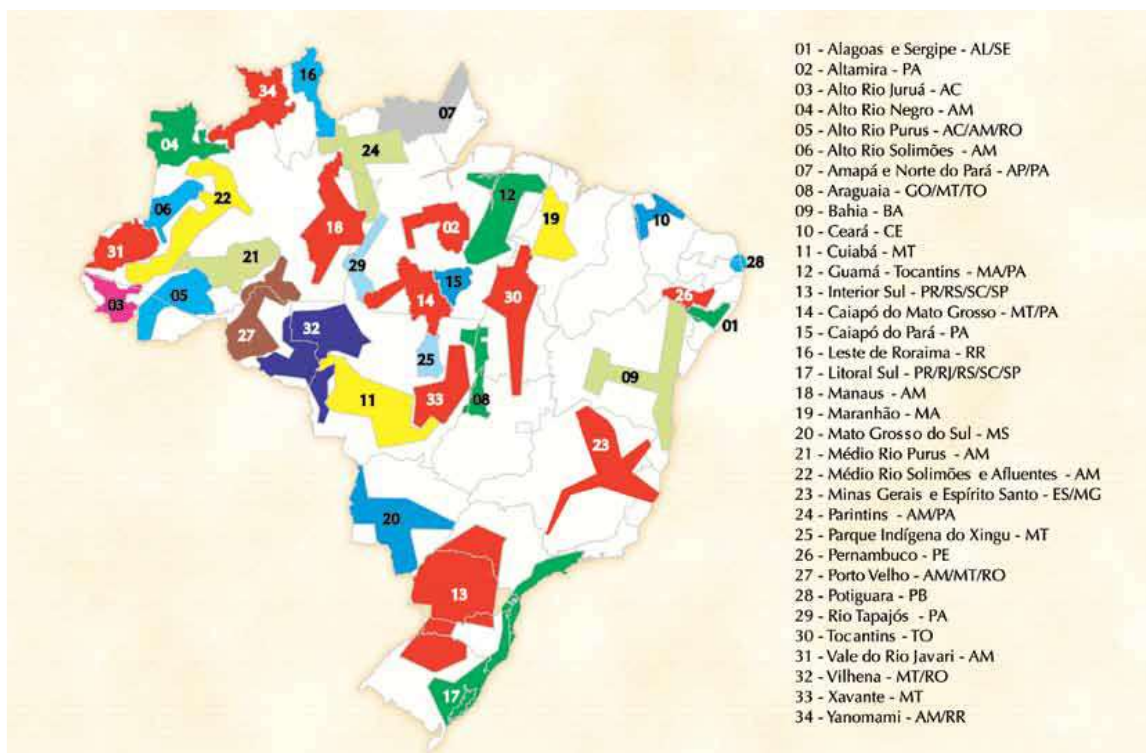 01 - Alagoas e Sergipe - AL/SE
02 - Altamira - PA
03 - Alto Rio Juruá - AC
04 - Alto Rio Negro - AM
05 - Alto Rio Purus - AC/AM/RO
06 - Alto Rio Solimões - AM
07 - Amapá e Norte do Pará - AP/PA
08 - Araguaia - GO/MT/TO
09 - Bahia - BA
10 - Ceará - CE
11 - Cuiabá - MT
12 - Guamá - Tocantins - MA/PA
13 - Interior Sul - PR/RS/SC/SP
14 - Caiapó do Mato Grosso - MT/PA
15 - Caiapó do Pará - PA
16 - Leste de Roraima - RR
17 - Litoral Sul - PR/RJ/RS/SC/SP
18 - Manaus - AM
19 - Maranhão - MA
20 - Mato Grosso do Sul - MS
21 - Médio Rio Purus - AM
22 - Médio Rio Solimões e Afluentes - AM
23 - Minas Gerais e Espírito Santo - ES/MG
24 - Parintins - AM/PA
25 - Parque Indígena do Xingu - MT
26 - Pernambuco - PE
27 - Porto Velho - AM/MT/RO
28 - Potiguara - PB
29 - Rio Tapajós - PA
30 - Tocantins - TO
31 - Vale do Rio Javari - AM
32 - Vilhena - MT/RO
33 - Xavante - MT
34 - Yanomami - AM/RR
16
34
07
04
24
12
22
06
18
02
19
10
31
21
29
28
15
03
05
14
30
26
01
27
32
25
09
11
33
08
23
20
13
17